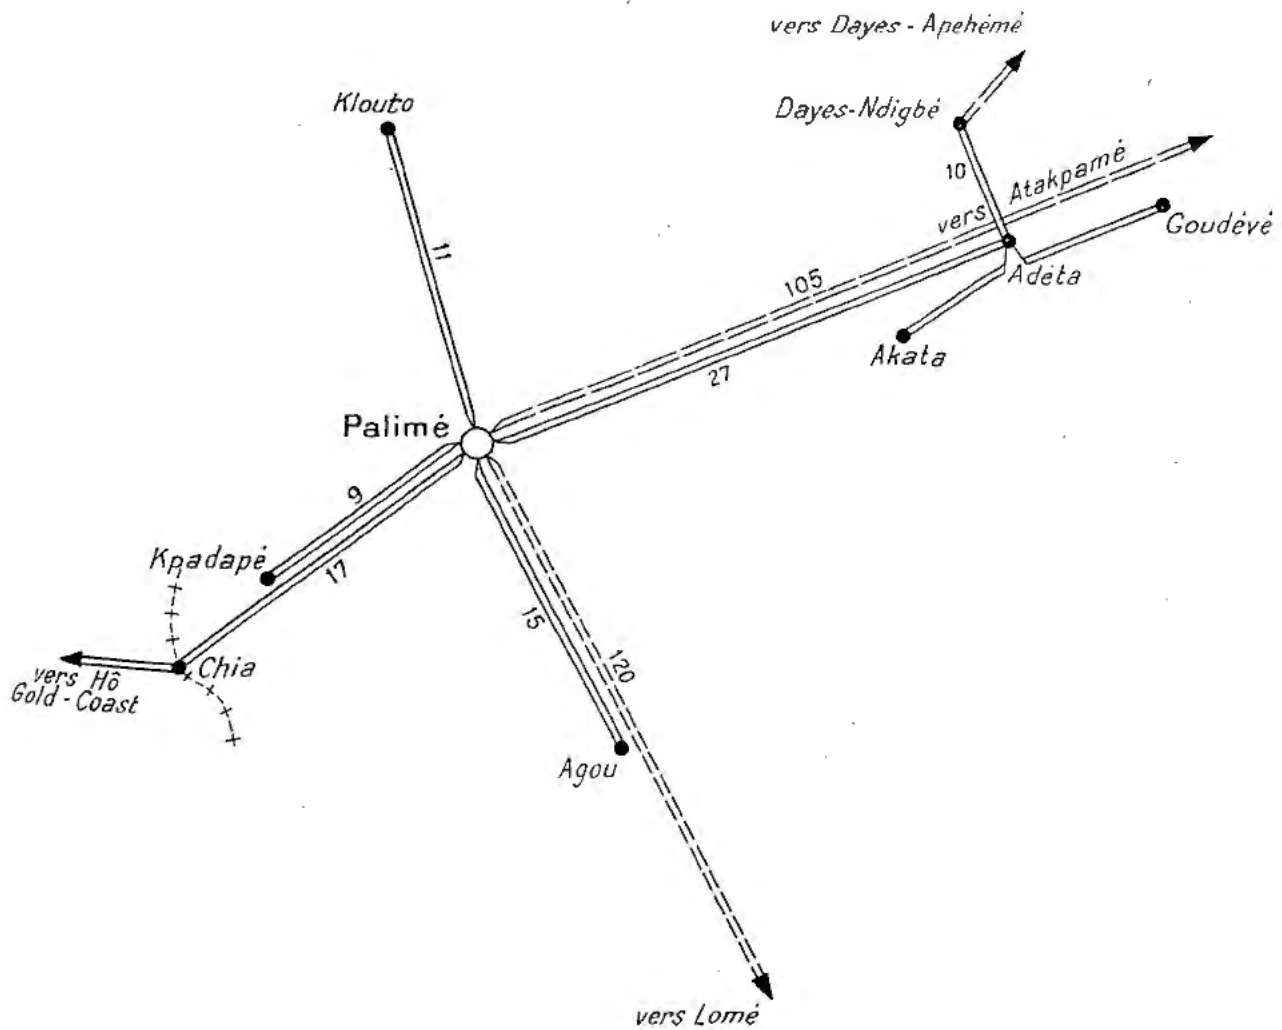 vers Dayes - Apehémé
Klouto
Dayes-Ndigbé
10
vers Atakpamé
Goudévé
11
105
Adéta
27
Akata
Palimé
9
Kpadapé
17
15
120
Chia
vers Hô
Gold-Coast
Agou
vers Lomé